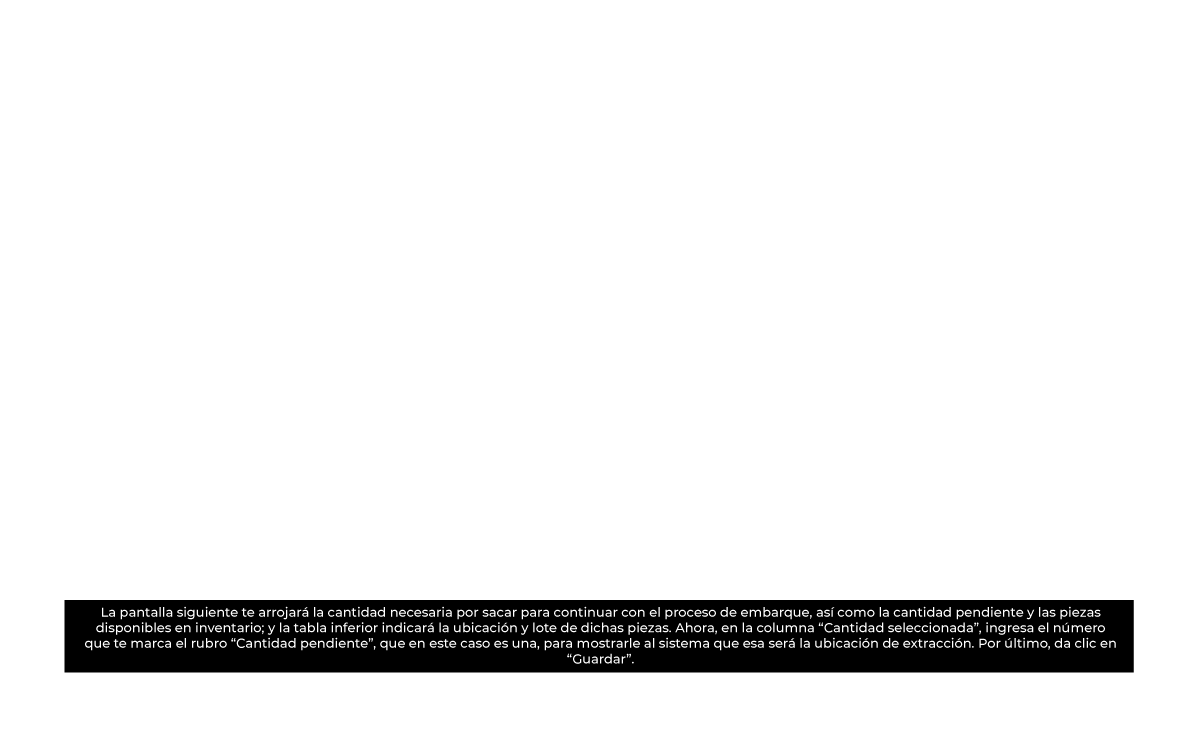 La pantalla siguiente te arrojará la cantidad necesaria por sacar para continuar con el proceso de embarque, así como la cantidad pendiente y las piezas
disponibles en inventario; y la tabla inferior indicará la ubicación y lote de dichas piezas. Ahora, en la columna “Cantidad seleccionada”, ingresa el número
que te marca el rubro “Cantidad pendiente”, que en este caso es una, para mostrarle al sistema que esa será la ubicación de extracción. Por último, da clic en
“Guardar”.